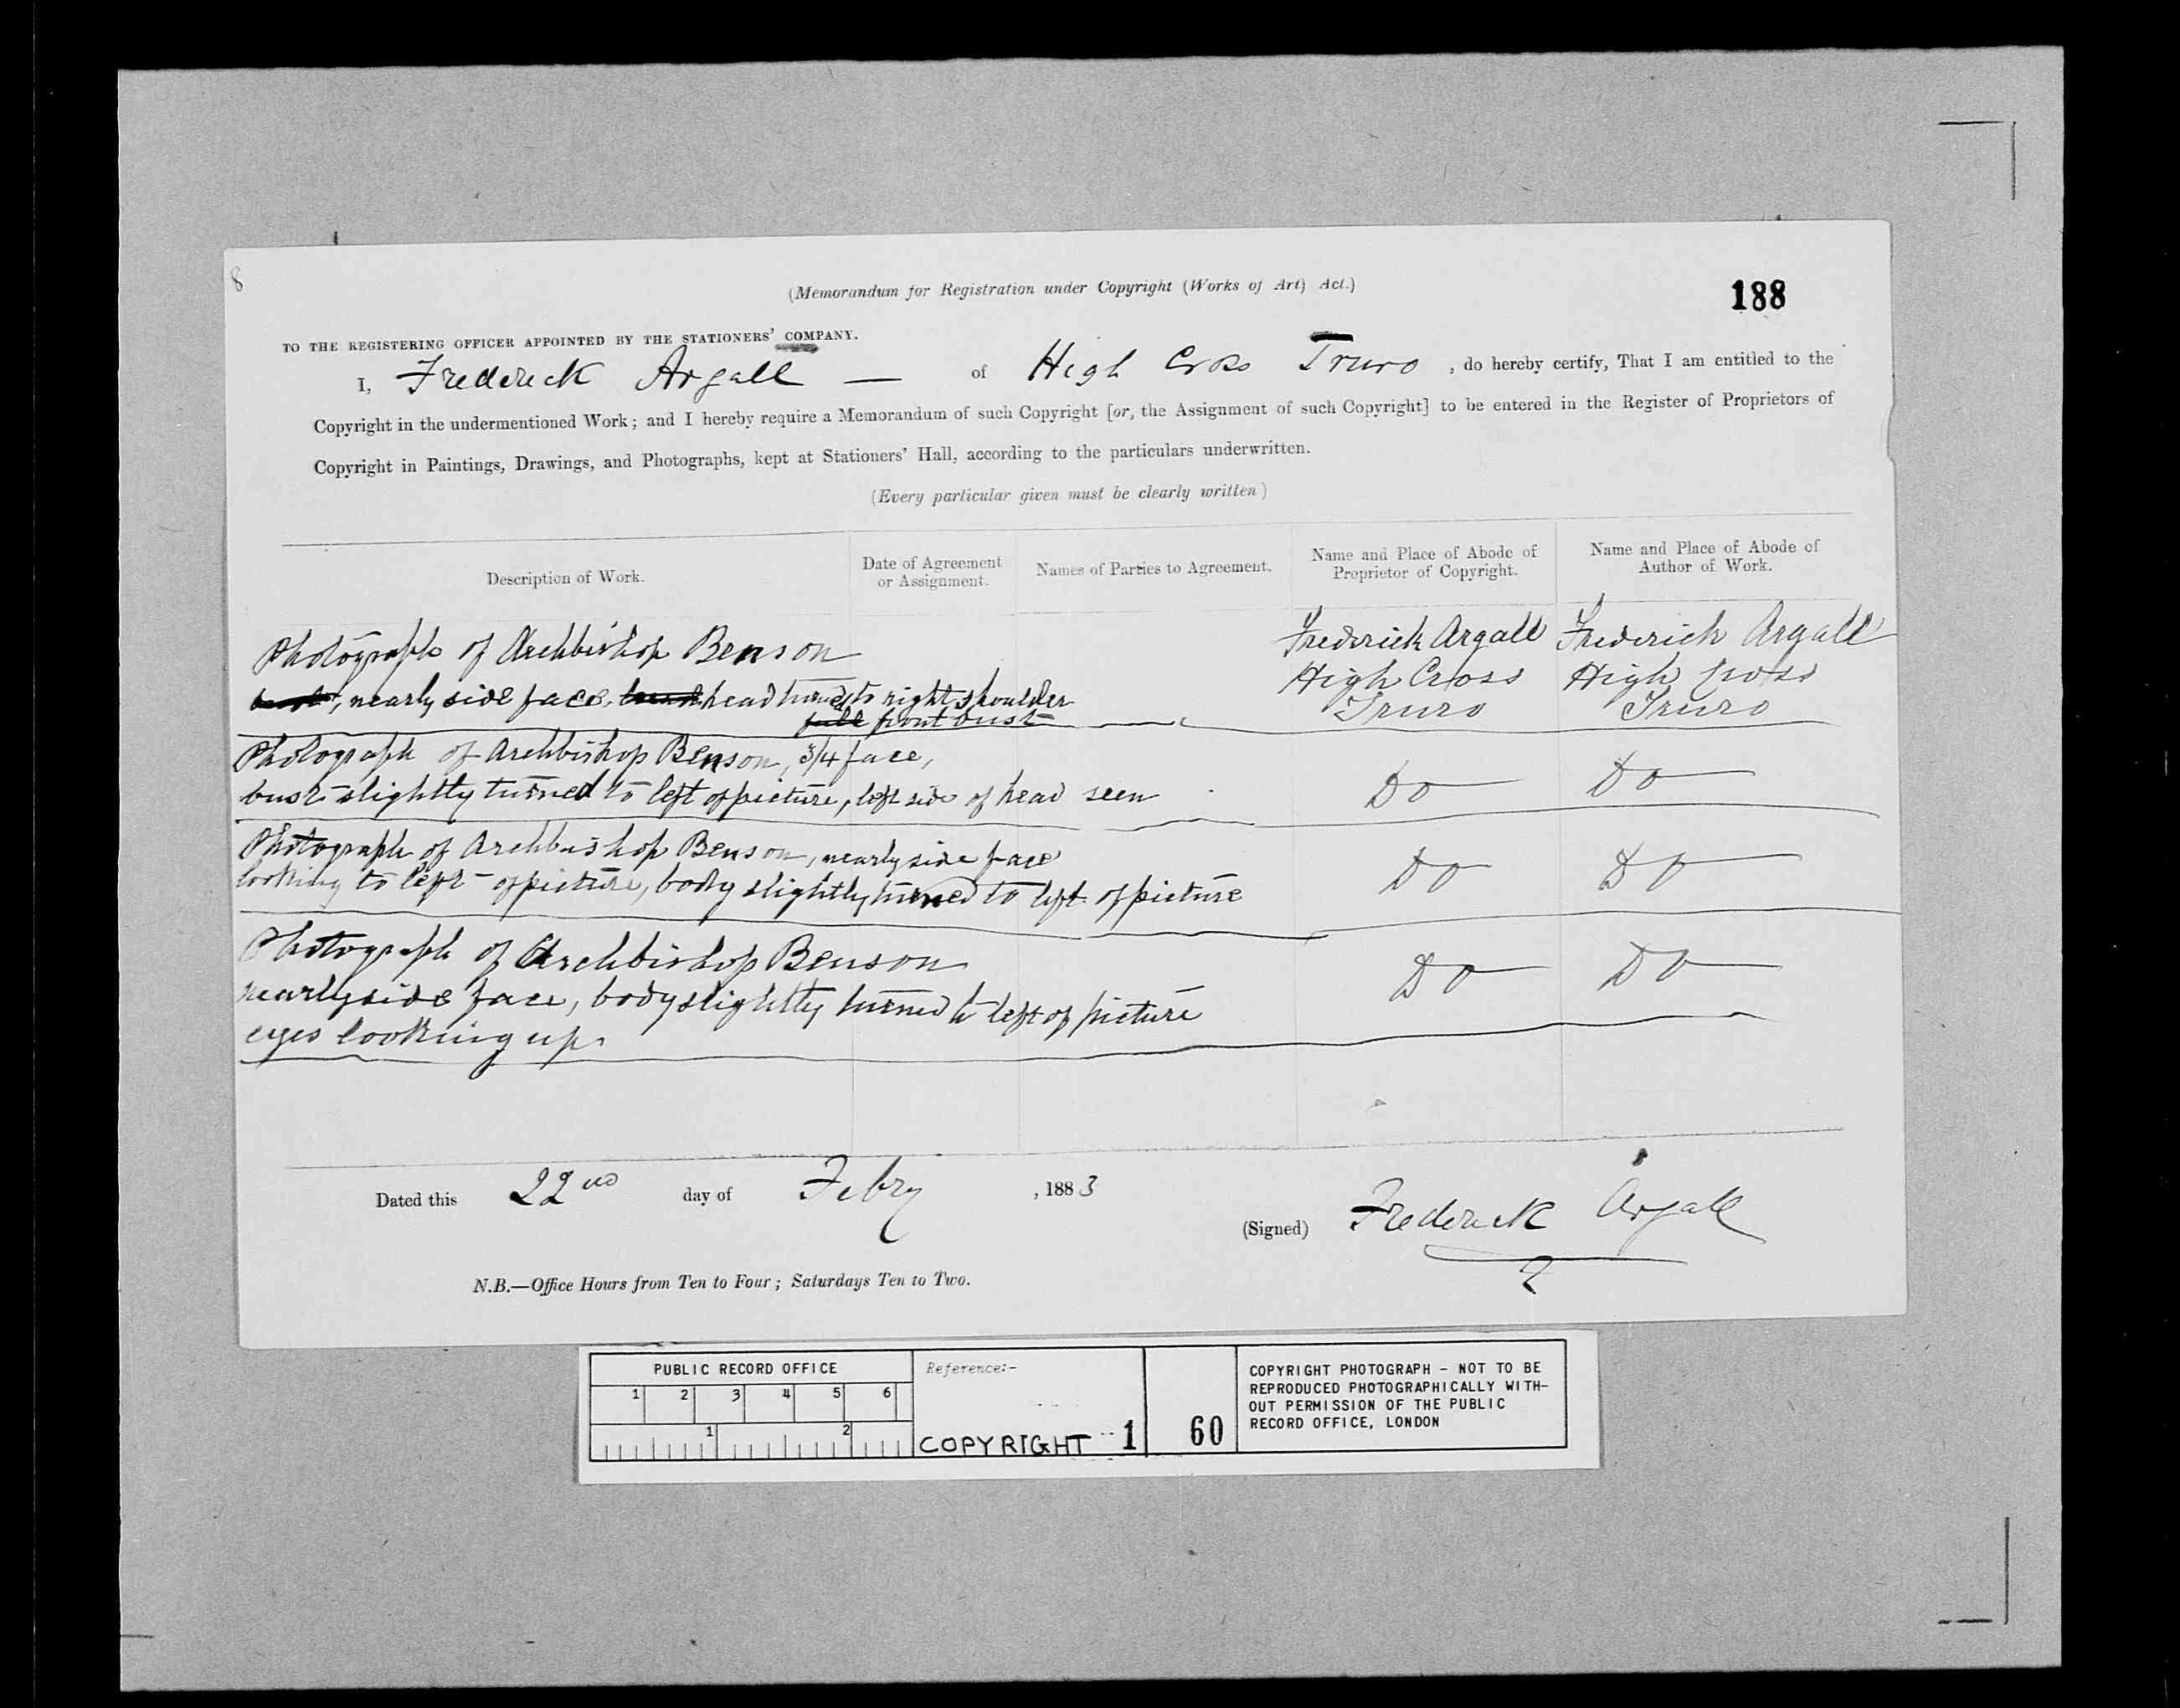 8
(Memorandum for Registration under Copyright (Works of Art) Act.)
188
TO THE REGISTERING OFFICER APPOINTED BY THE STATIONERS' COMPANY.
I, Frederick Argall — of High Cross Truro , do hereby certify, That I am entitled to the
Copyright in the undermentioned Work; and I hereby require a Memorandum of such Copyright [or, the Assignment of such Copyright] to be entered in the Register of Proprietors of
Copyright in Paintings, Drawings, and Photographs, kept at Stationers' Hall, according to the particulars underwritten.
(Every particular given must be clearly written)
Description of Work.
Date of Agreement
or Assignment.
Names of Parties to Agreement.
Name and Place of Abode of
Proprietor of Copyright.
Name and Place of Abode of
Author of Work.
Photograph of Archbishop Benson
nearly side face, head turned to right shoulder
full front bust
Frederick Argall
High Cross
Truro
Frederick Argall
High Cross
Truro
Photograph of Archbishop Benson, 3/4 face,
bust slightly turned to left of picture, left side of head seen
Do
Do
Photograph of Archbishop Benson, nearly side face
looking to left of picture, body slightly turned to left of picture
Do
Do
Photograph of Archbishop Benson
nearly side face, body slightly turned to left of picture
eyes looking up.
Do
Do
Dated this 22nd day of Febry , 1883
(Signed) Frederick Argall
N.B.—Office Hours from Ten to Four; Saturdays Ten to Two.
PUBLIC RECORD OFFICE
1 2 3 4 5 6
1 2
Reference:-
COPYRIGHT 1
60
COPYRIGHT PHOTOGRAPH - NOT TO BE
REPRODUCED PHOTOGRAPHICALLY WITH-
OUT PERMISSION OF THE PUBLIC
RECORD OFFICE, LONDON